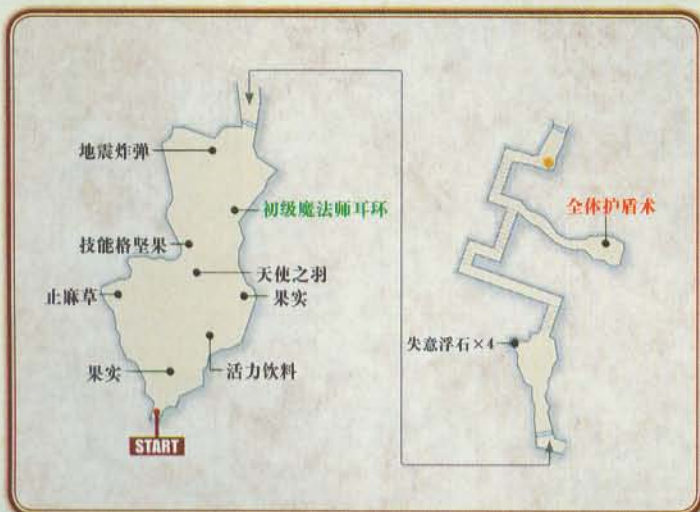 地震炸弹
初级魔法师耳环
技能格坚果
天使之羽
止麻草
果实
活力饮料
果实
START
全体护盾术
失意浮石×4